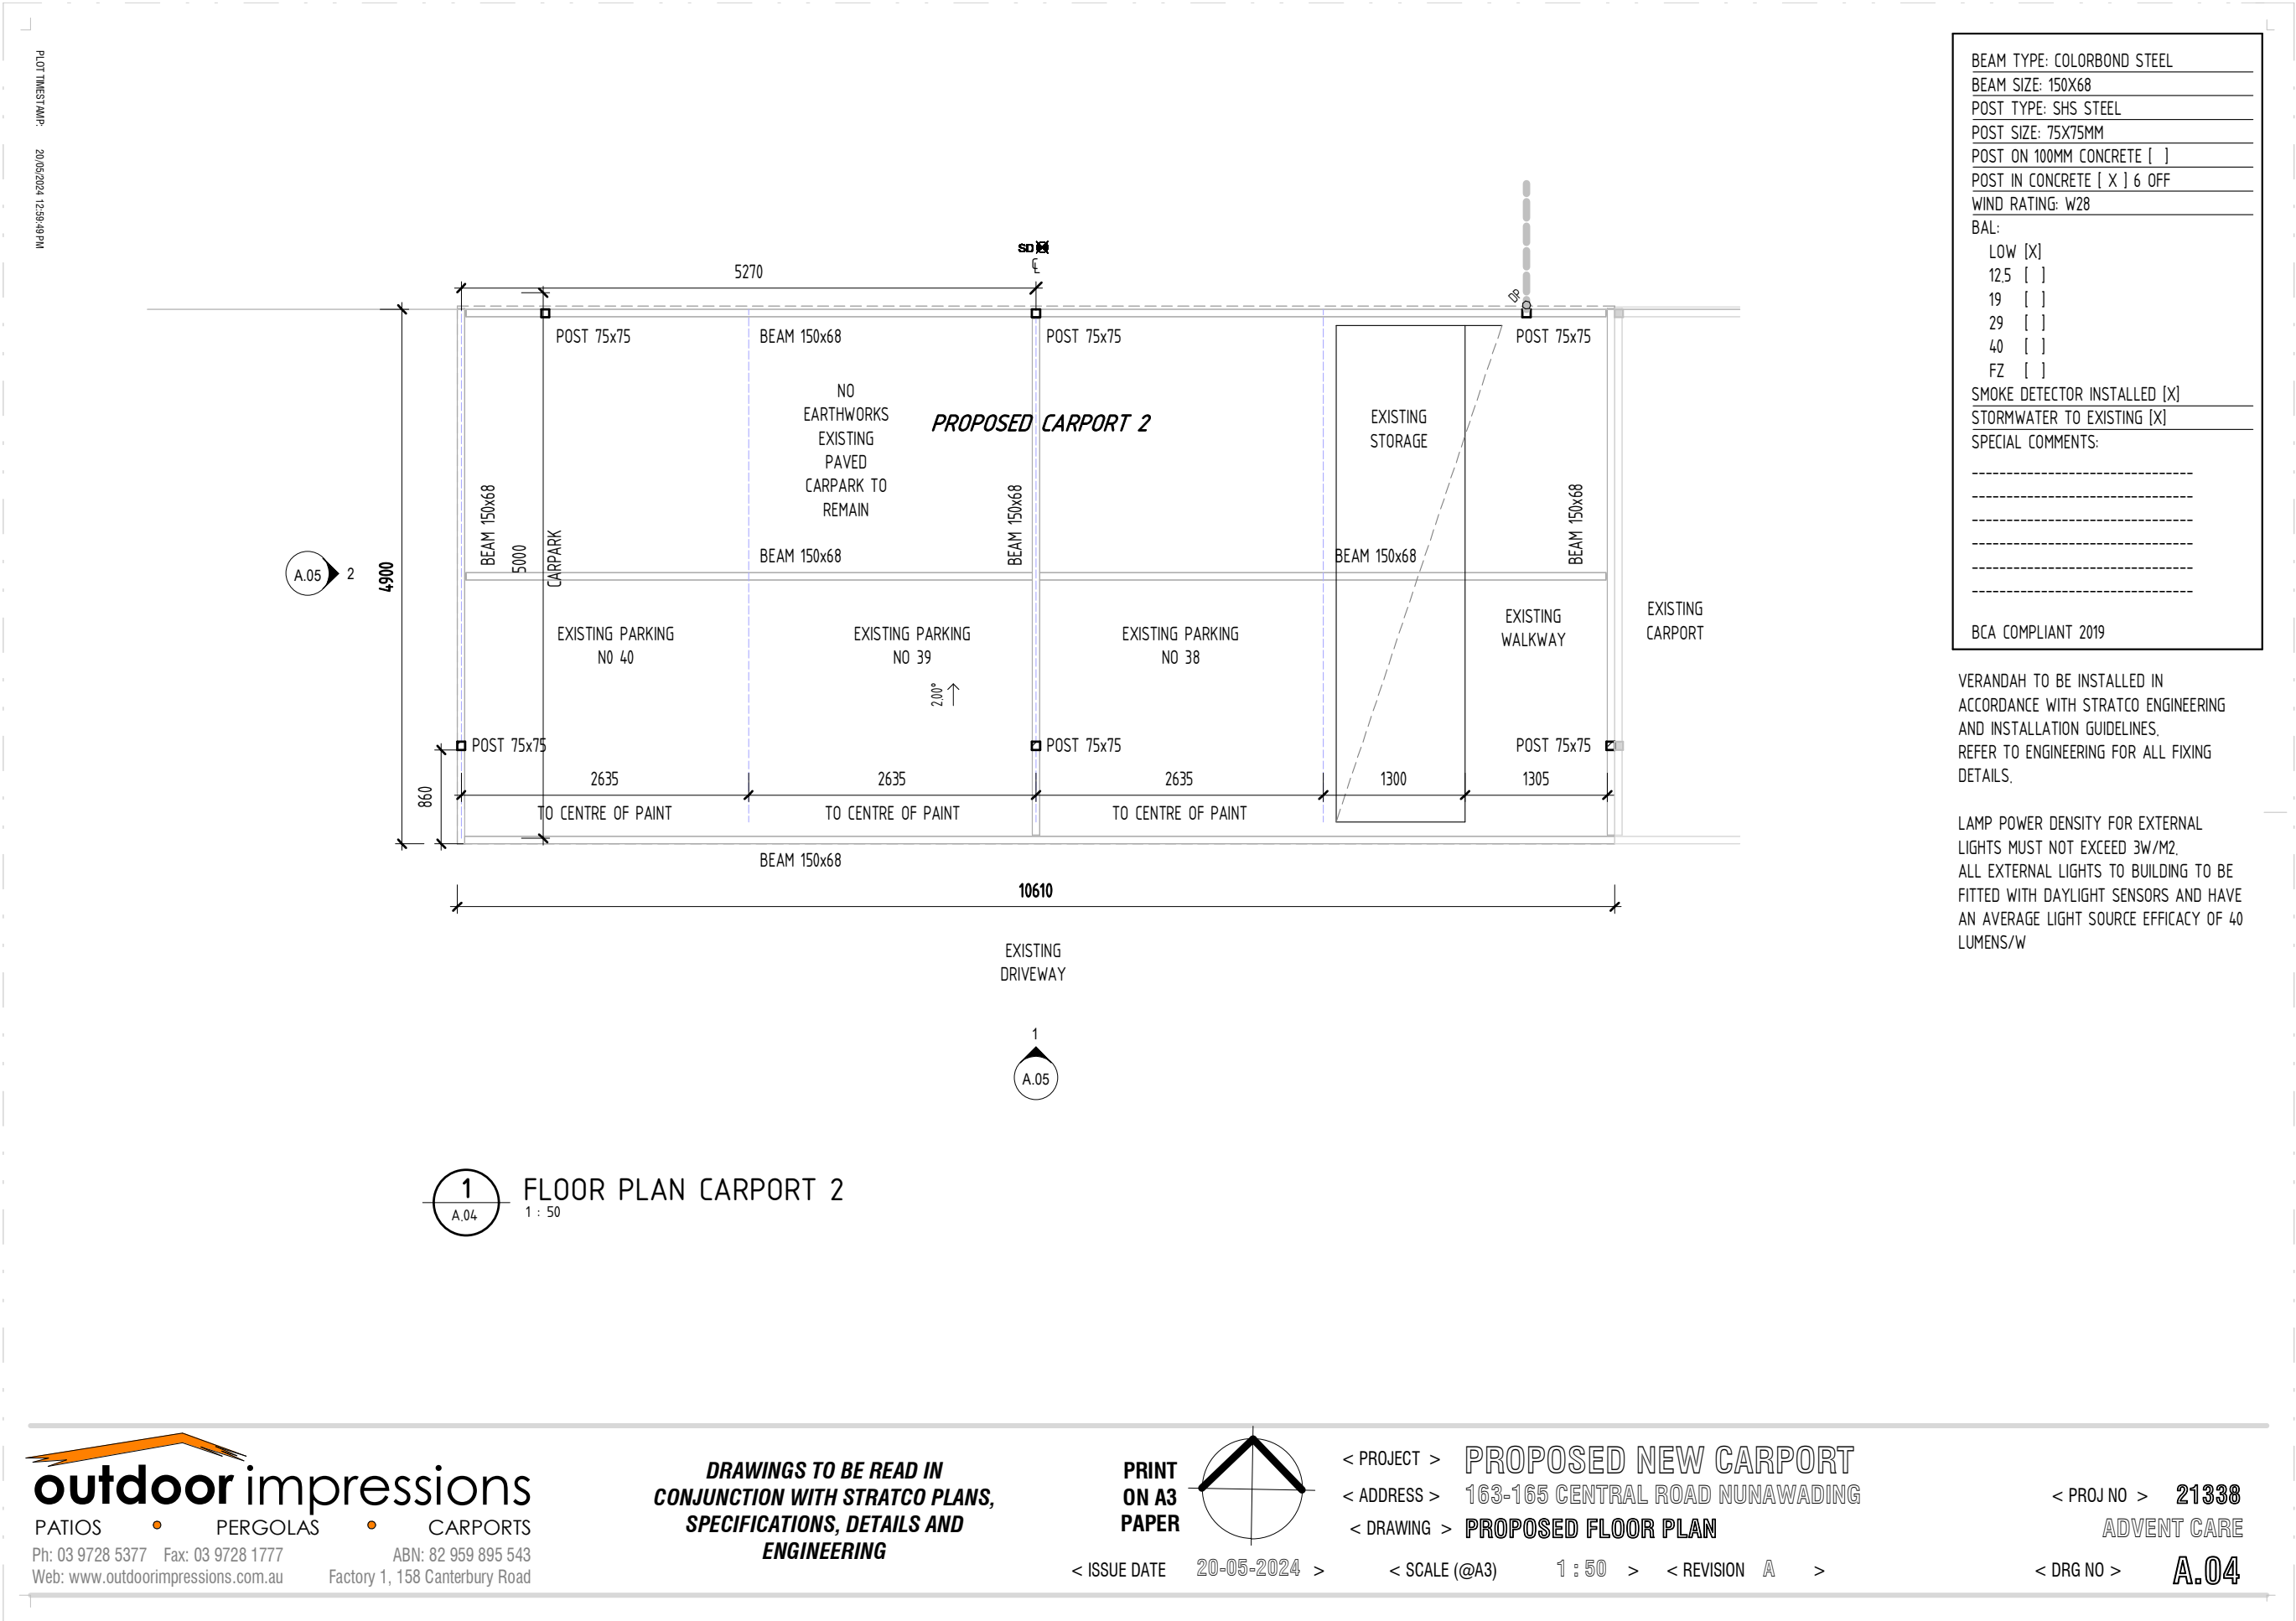 PLOT TIMESTAMP: 20/05/2024 12:59:49 PM
BEAM TYPE: COLORBOND STEEL
BEAM SIZE: 150X68
POST TYPE: SHS STEEL
POST SIZE: 75X75MM
POST ON 100MM CONCRETE [ ]
POST IN CONCRETE [ X ] 6 OFF
WIND RATING: W28
BAL:
LOW [X]
12.5 [ ]
19 [ ]
29 [ ]
40 [ ]
FZ [ ]
SMOKE DETECTOR INSTALLED [X]
STORMWATER TO EXISTING [X]
SPECIAL COMMENTS:
BCA COMPLIANT 2019
VERANDAH TO BE INSTALLED IN
ACCORDANCE WITH STRATCO ENGINEERING
AND INSTALLATION GUIDELINES.
REFER TO ENGINEERING FOR ALL FIXING
DETAILS.
LAMP POWER DENSITY FOR EXTERNAL
LIGHTS MUST NOT EXCEED 3W/M2.
ALL EXTERNAL LIGHTS TO BUILDING TO BE
FITTED WITH DAYLIGHT SENSORS AND HAVE
AN AVERAGE LIGHT SOURCE EFFICACY OF 40
LUMENS/W
SD
5270
DP
POST 75x75
BEAM 150x68
POST 75x75
POST 75x75
NO
EARTHWORKS
EXISTING
PAVED
CARPARK TO
REMAIN
PROPOSED CARPORT 2
EXISTING
STORAGE
BEAM 150x68
5000
CARPARK
BEAM 150x68
BEAM 150x68
BEAM 150x68
BEAM 150x68
A.05
2
4900
EXISTING PARKING
NO 40
EXISTING PARKING
NO 39
EXISTING PARKING
NO 38
EXISTING
WALKWAY
EXISTING
CARPORT
2.00°
POST 75x75
POST 75x75
POST 75x75
860
2635
2635
2635
1300
1305
TO CENTRE OF PAINT
TO CENTRE OF PAINT
TO CENTRE OF PAINT
BEAM 150x68
10610
EXISTING
DRIVEWAY
1
A.05
1
A.04
FLOOR PLAN CARPORT 2
1 : 50
outdoor impressions
PATIOS • PERGOLAS • CARPORTS
Ph: 03 9728 5377 Fax: 03 9728 1777 ABN: 82 959 895 543
Web: www.outdoorimpressions.com.au Factory 1, 158 Canterbury Road
DRAWINGS TO BE READ IN
CONJUNCTION WITH STRATCO PLANS,
SPECIFICATIONS, DETAILS AND
ENGINEERING
PRINT
ON A3
PAPER
< PROJECT > PROPOSED NEW CARPORT
< ADDRESS > 163-165 CENTRAL ROAD NUNAWADING
< DRAWING > PROPOSED FLOOR PLAN
< ISSUE DATE 20-05-2024 > < SCALE (@A3) 1 : 50 > < REVISION A >
< PROJ NO > 21338
ADVENT CARE
< DRG NO > A.04